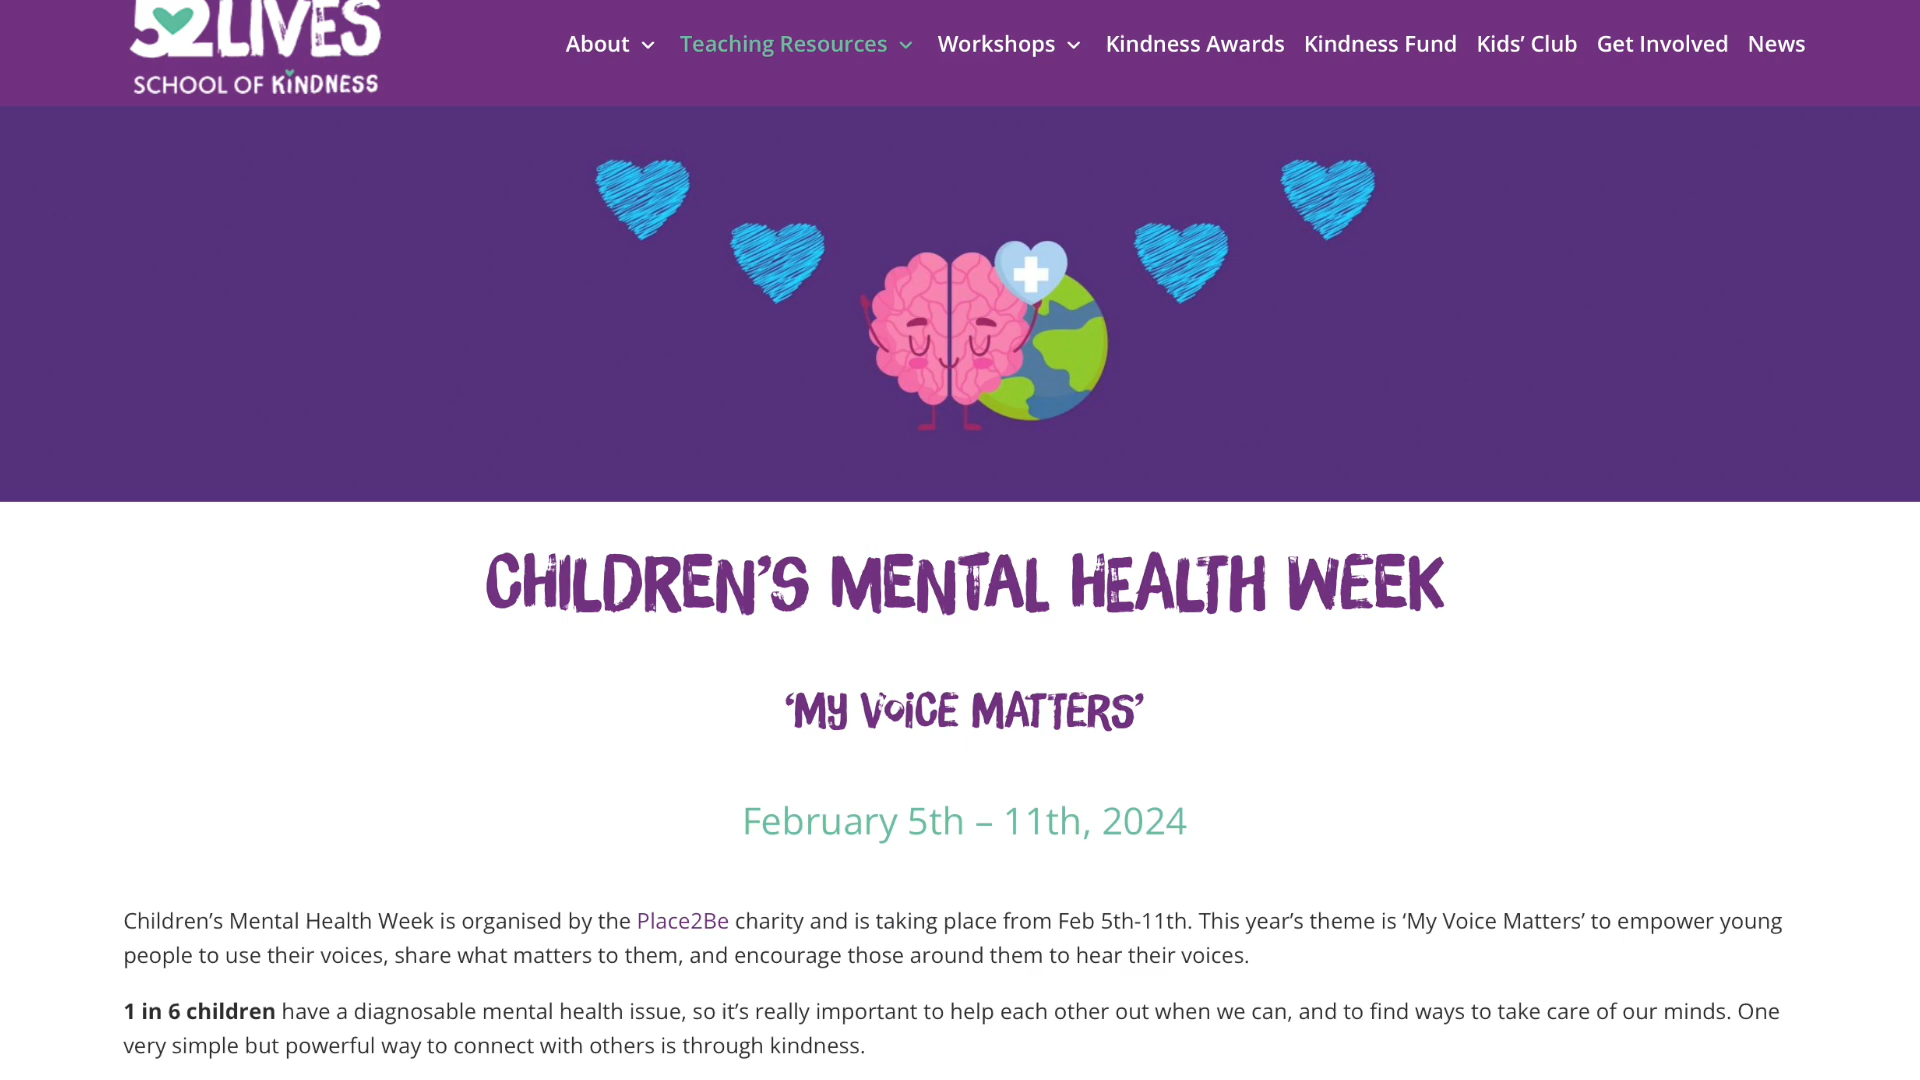 52 LIVES
SCHOOL OF KiNDNESS
About Teaching Resources Workshops Kindness Awards Kindness Fund Kids’ Club Get Involved News
CHILDREN’S MENTAL HEALTH WEEK
‘MY VOiCE MATTERS’
February 5th – 11th, 2024
Children’s Mental Health Week is organised by the Place2Be charity and is taking place from Feb 5th-11th. This year’s theme is ‘My Voice Matters’ to empower young
people to use their voices, share what matters to them, and encourage those around them to hear their voices.
1 in 6 children have a diagnosable mental health issue, so it’s really important to help each other out when we can, and to find ways to take care of our minds. One
very simple but powerful way to connect with others is through kindness.